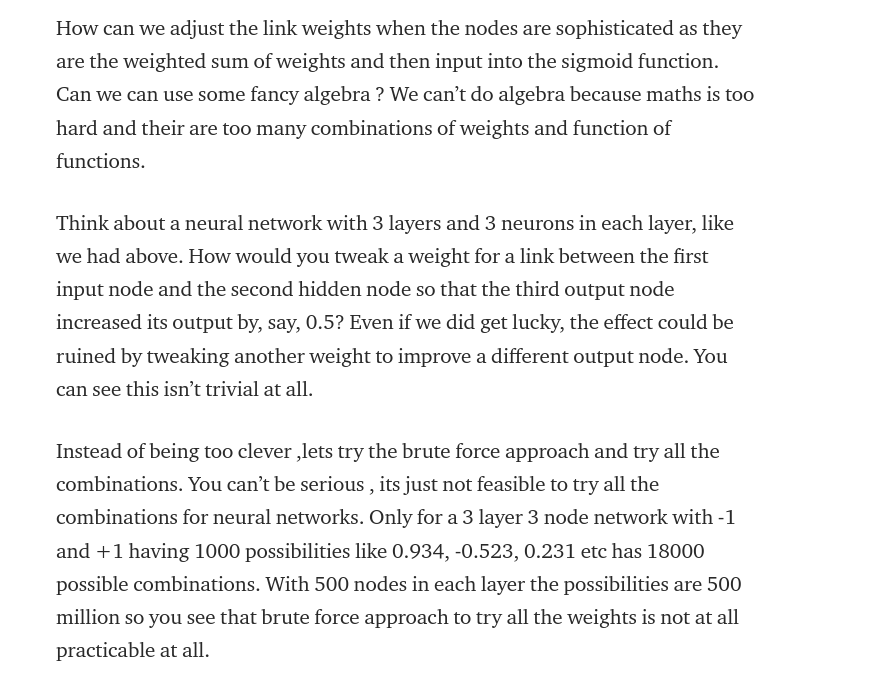 How can we adjust the link weights when the nodes are sophisticated as they
are the weighted sum of weights and then input into the sigmoid function.
Can we can use some fancy algebra ? We can’t do algebra because maths is too
hard and their are too many combinations of weights and function of
functions.
Think about a neural network with 3 layers and 3 neurons in each layer, like
we had above. How would you tweak a weight for a link between the first
input node and the second hidden node so that the third output node
increased its output by, say, 0.5? Even if we did get lucky, the effect could be
ruined by tweaking another weight to improve a different output node. You
can see this isn’t trivial at all.
Instead of being too clever ,lets try the brute force approach and try all the
combinations. You can’t be serious , its just not feasible to try all the
combinations for neural networks. Only for a 3 layer 3 node network with -1
and +1 having 1000 possibilities like 0.934, -0.523, 0.231 etc has 18000
possible combinations. With 500 nodes in each layer the possibilities are 500
million so you see that brute force approach to try all the weights is not at all
practicable at all.